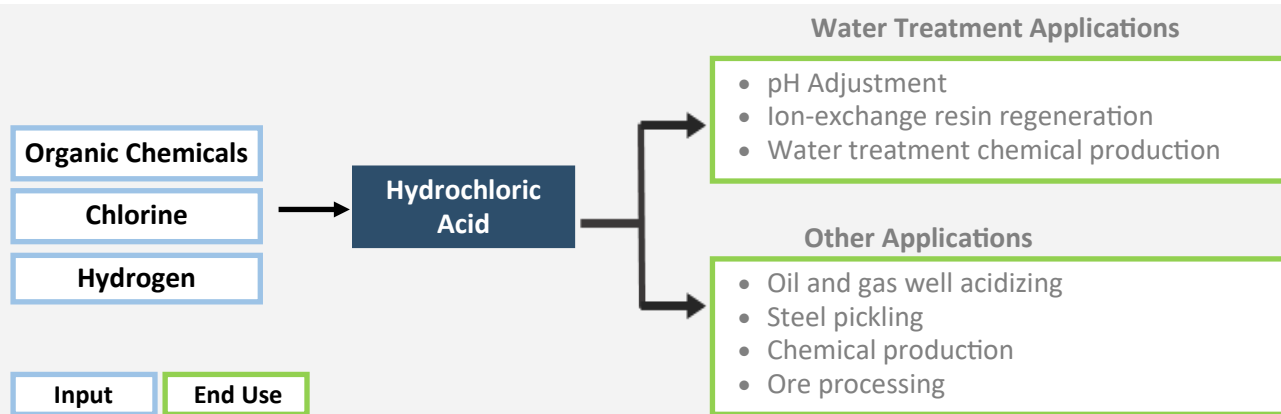 Water Treatment Applications
• pH Adjustment
• Ion-exchange resin regeneration
• Water treatment chemical production
Organic Chemicals
Chlorine
Hydrogen
Hydrochloric
Acid
Other Applications
• Oil and gas well acidizing
• Steel pickling
• Chemical production
• Ore processing
Input
End Use